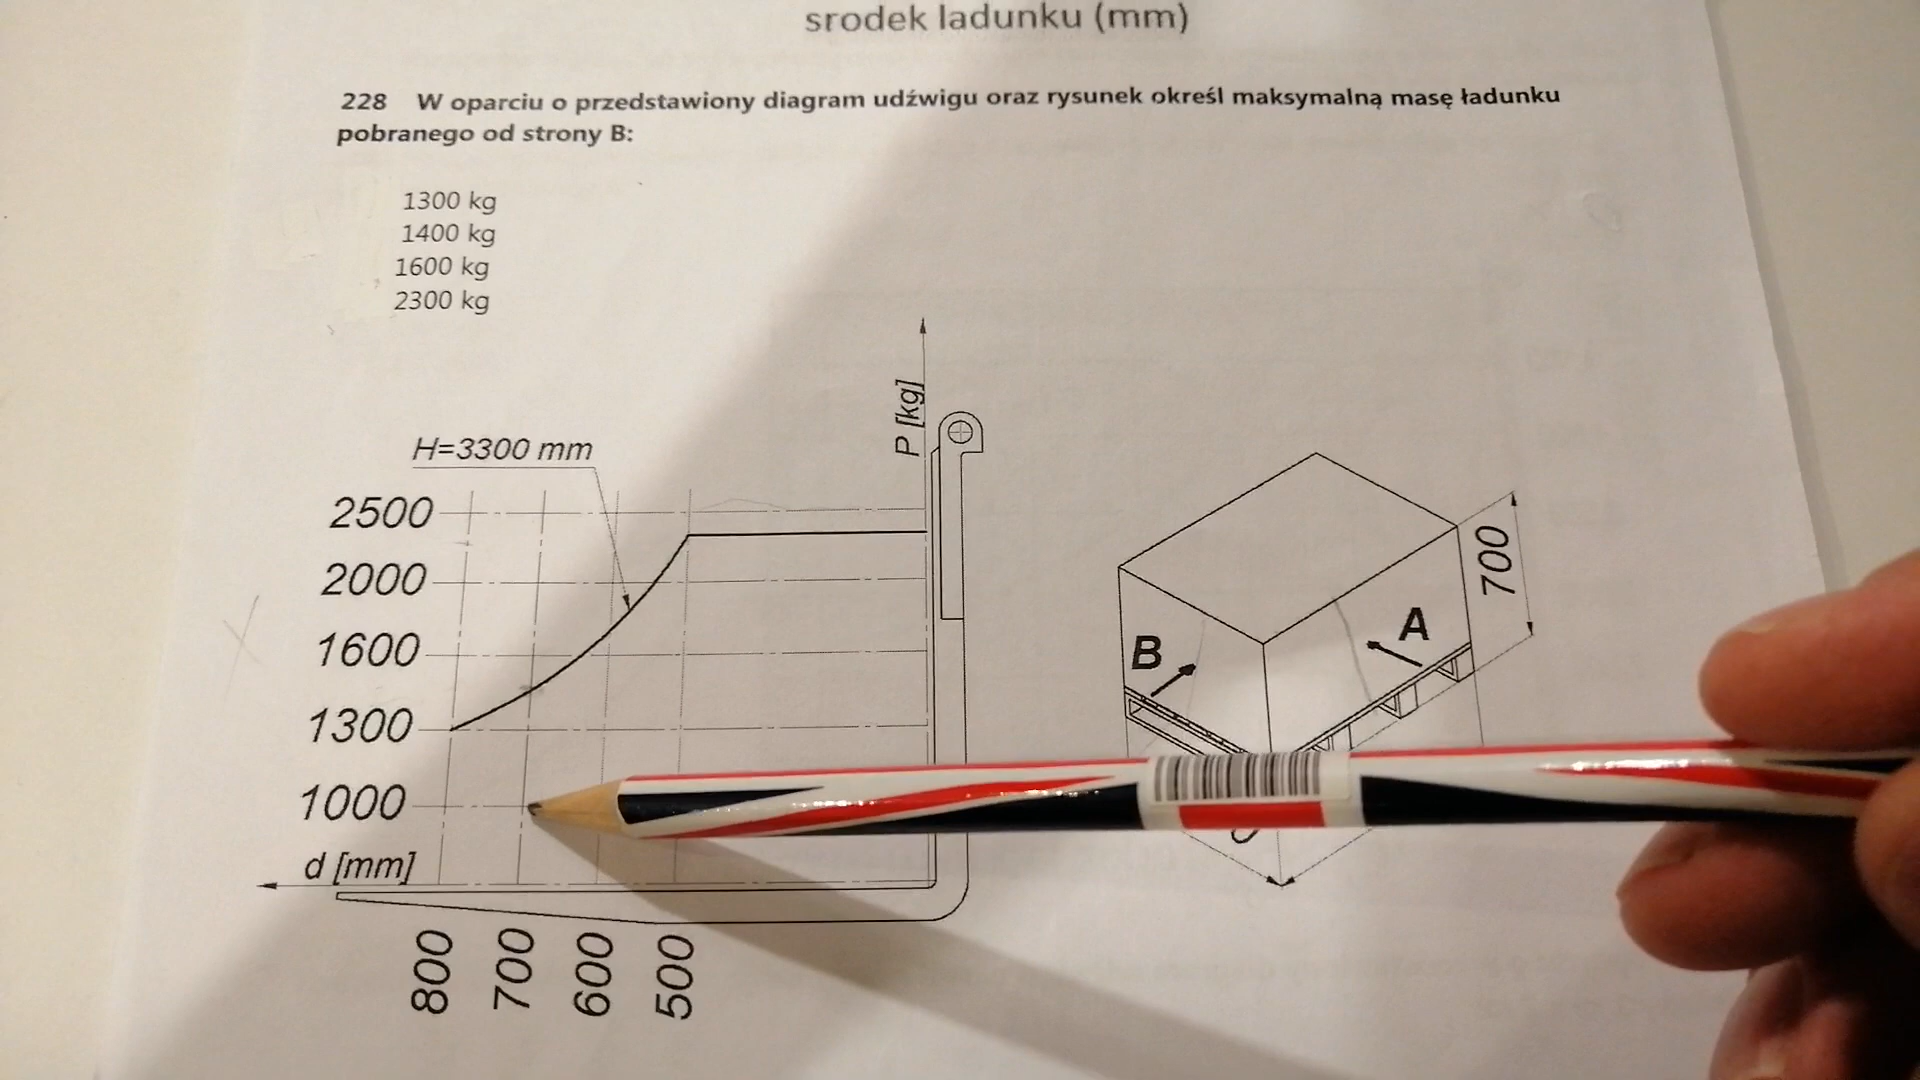 srodek ladunku (mm)
228 W oparciu o przedstawiony diagram udźwigu oraz rysunek określ maksymalną masę ładunku
pobranego od strony B:
1300 kg
1400 kg
1600 kg
2300 kg
P [kg]
H=3300 mm
2500
2000
1600
1300
1000
d [mm]
800
700
600
500
700
A
B